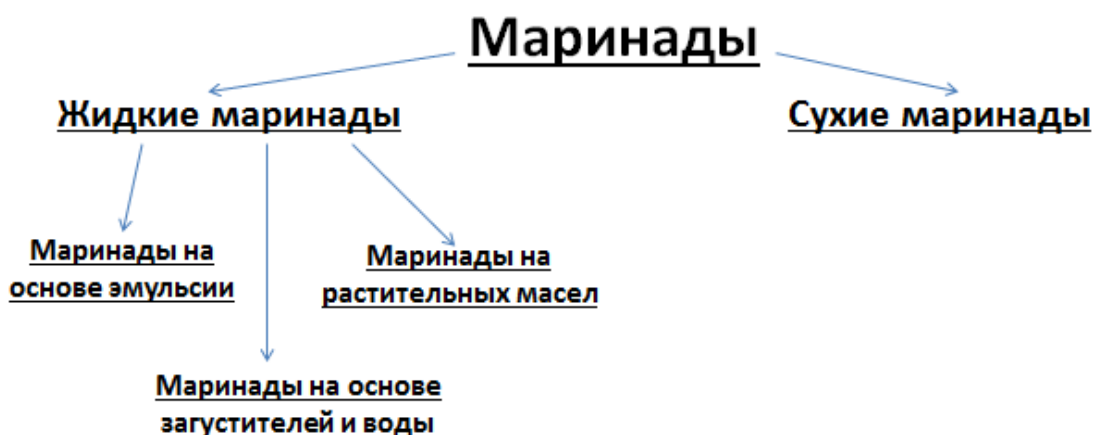 Маринады
Жидкие маринады
Сухие маринады
Маринады на
основе эмульсии
Маринады на
растительных масел
Маринады на основе
загустителей и воды